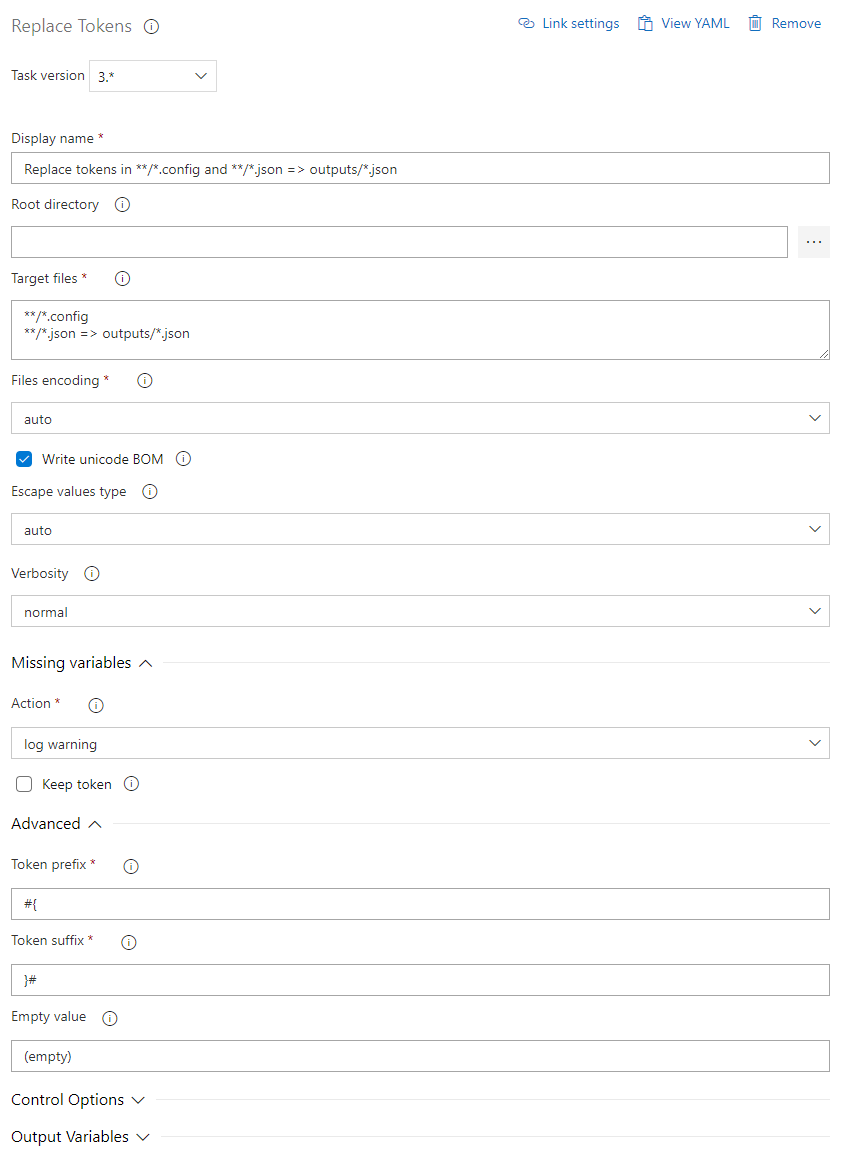 Replace Tokens
Link settings View YAML Remove
Task version 3.*
Display name *
Replace tokens in **/*.config and **/*.json => outputs/*.json
Root directory
...
Target files *
**/*.config
**/*.json => outputs/*.json
Files encoding *
auto
Write unicode BOM
Escape values type
auto
Verbosity
normal
Missing variables
Action *
log warning
Keep token
Advanced
Token prefix *
#{
Token suffix *
}#
Empty value
(empty)
Control Options
Output Variables